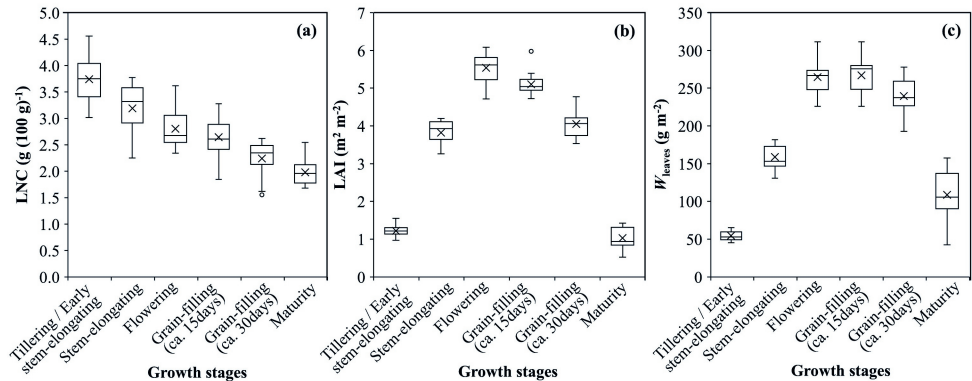 (a)
LNC (g (100 g)⁻¹)
5.0
4.5
4.0
3.5
3.0
2.5
2.0
1.5
1.0
0.5
0.0
Tillering / Early
stem-elongating
Stem-elongating
Flowering
Grain-filling
(ca. 15days)
Grain-filling
(ca. 30days)
Maturity
Growth stages
(b)
LAI (m² m⁻²)
7
6
5
4
3
2
1
0
Tillering / Early
stem-elongating
Stem-elongating
Flowering
Grain-filling
(ca. 15days)
Grain-filling
(ca. 30days)
Maturity
Growth stages
(c)
W leaves (g m⁻²)
350
300
250
200
150
100
50
0
Tillering / Early
stem-elongating
Stem-elongating
Flowering
Grain-filling
(ca. 15days)
Grain-filling
(ca. 30days)
Maturity
Growth stages